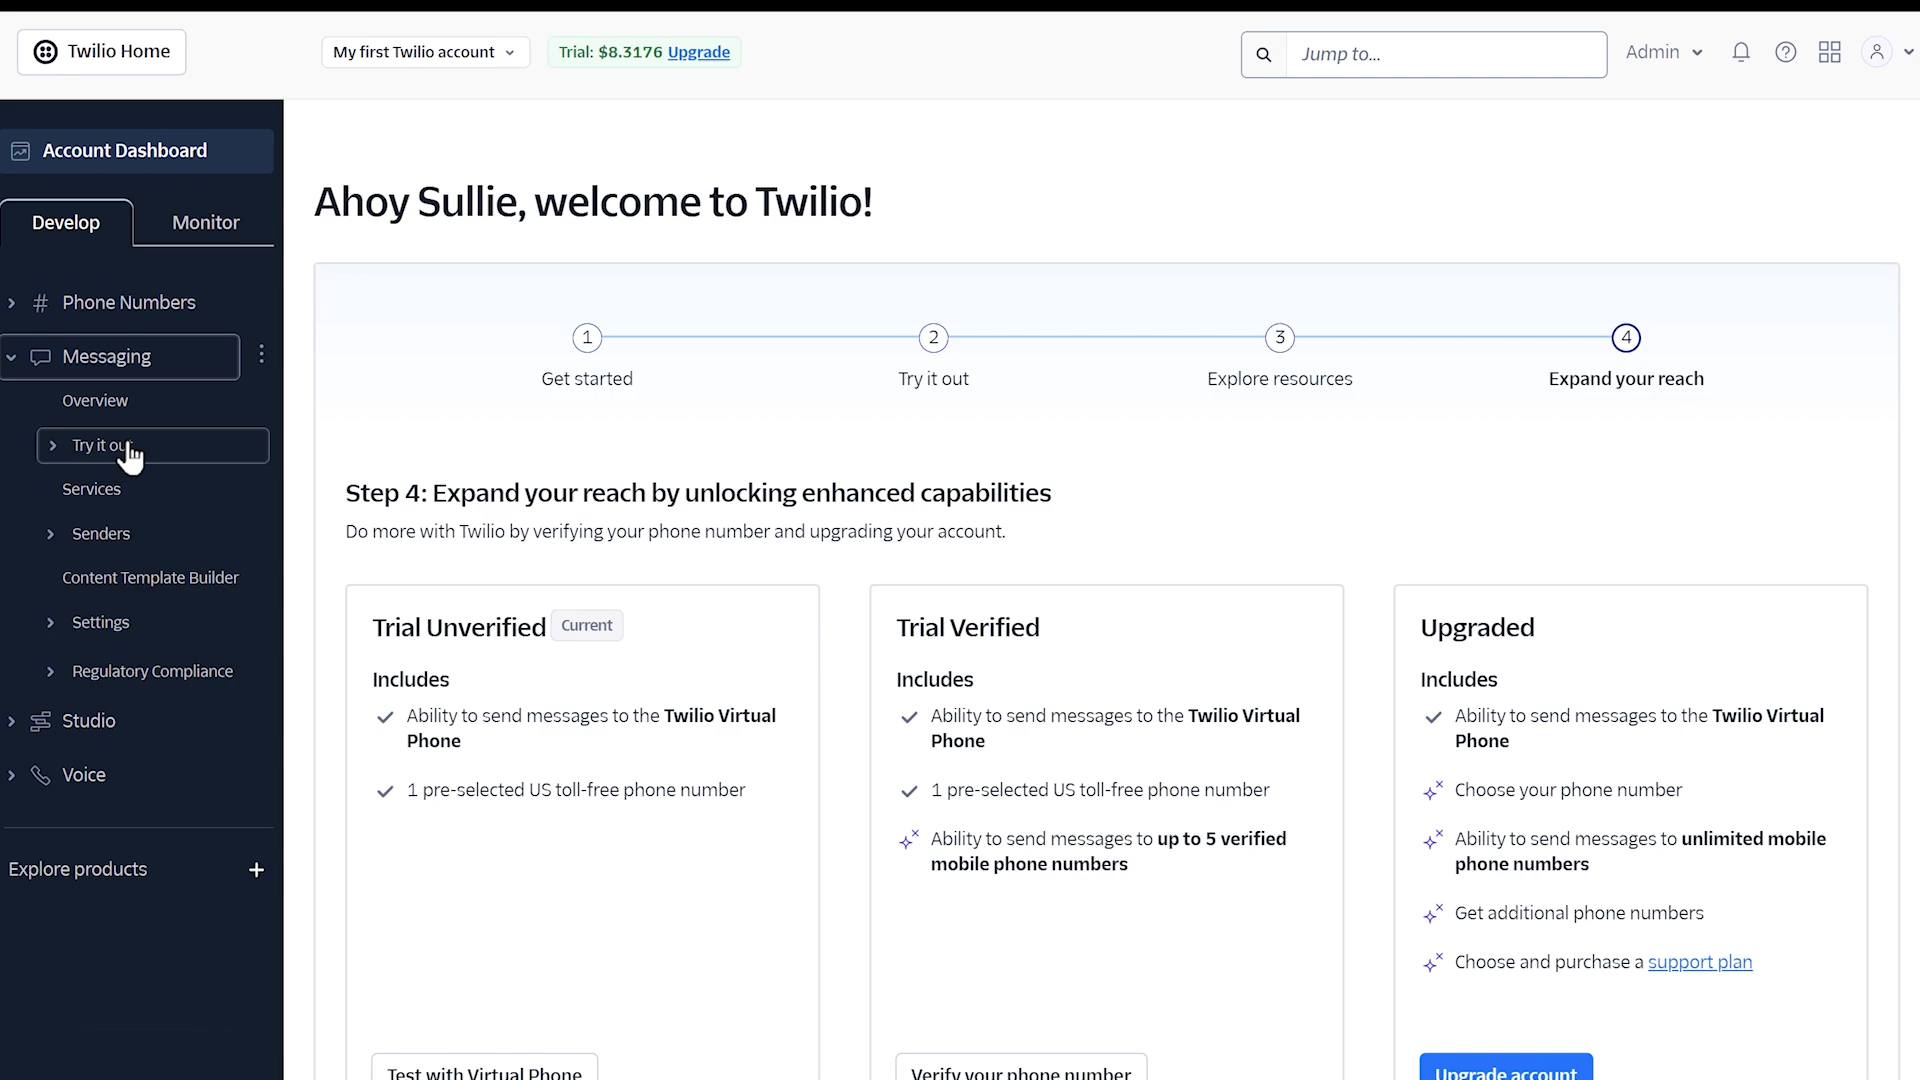 Twilio Home
My first Twilio account
Trial: $8.3176 Upgrade
Jump to...
Admin
Account Dashboard
Develop
Monitor
Phone Numbers
Messaging
Overview
Try it out
Services
Senders
Content Template Builder
Settings
Regulatory Compliance
Studio
Voice
Explore products
Ahoy Sullie, welcome to Twilio!
1
2
3
4
Get started
Try it out
Explore resources
Expand your reach
Step 4: Expand your reach by unlocking enhanced capabilities
Do more with Twilio by verifying your phone number and upgrading your account.
Trial Unverified Current
Includes
Ability to send messages to the Twilio Virtual
Phone
1 pre-selected US toll-free phone number
Test with Virtual Phone
Trial Verified
Includes
Ability to send messages to the Twilio Virtual
Phone
1 pre-selected US toll-free phone number
Ability to send messages to up to 5 verified
mobile phone numbers
Verify your phone number
Upgraded
Includes
Ability to send messages to the Twilio Virtual
Phone
Choose your phone number
Ability to send messages to unlimited mobile
phone numbers
Get additional phone numbers
Choose and purchase a support plan
Upgrade account